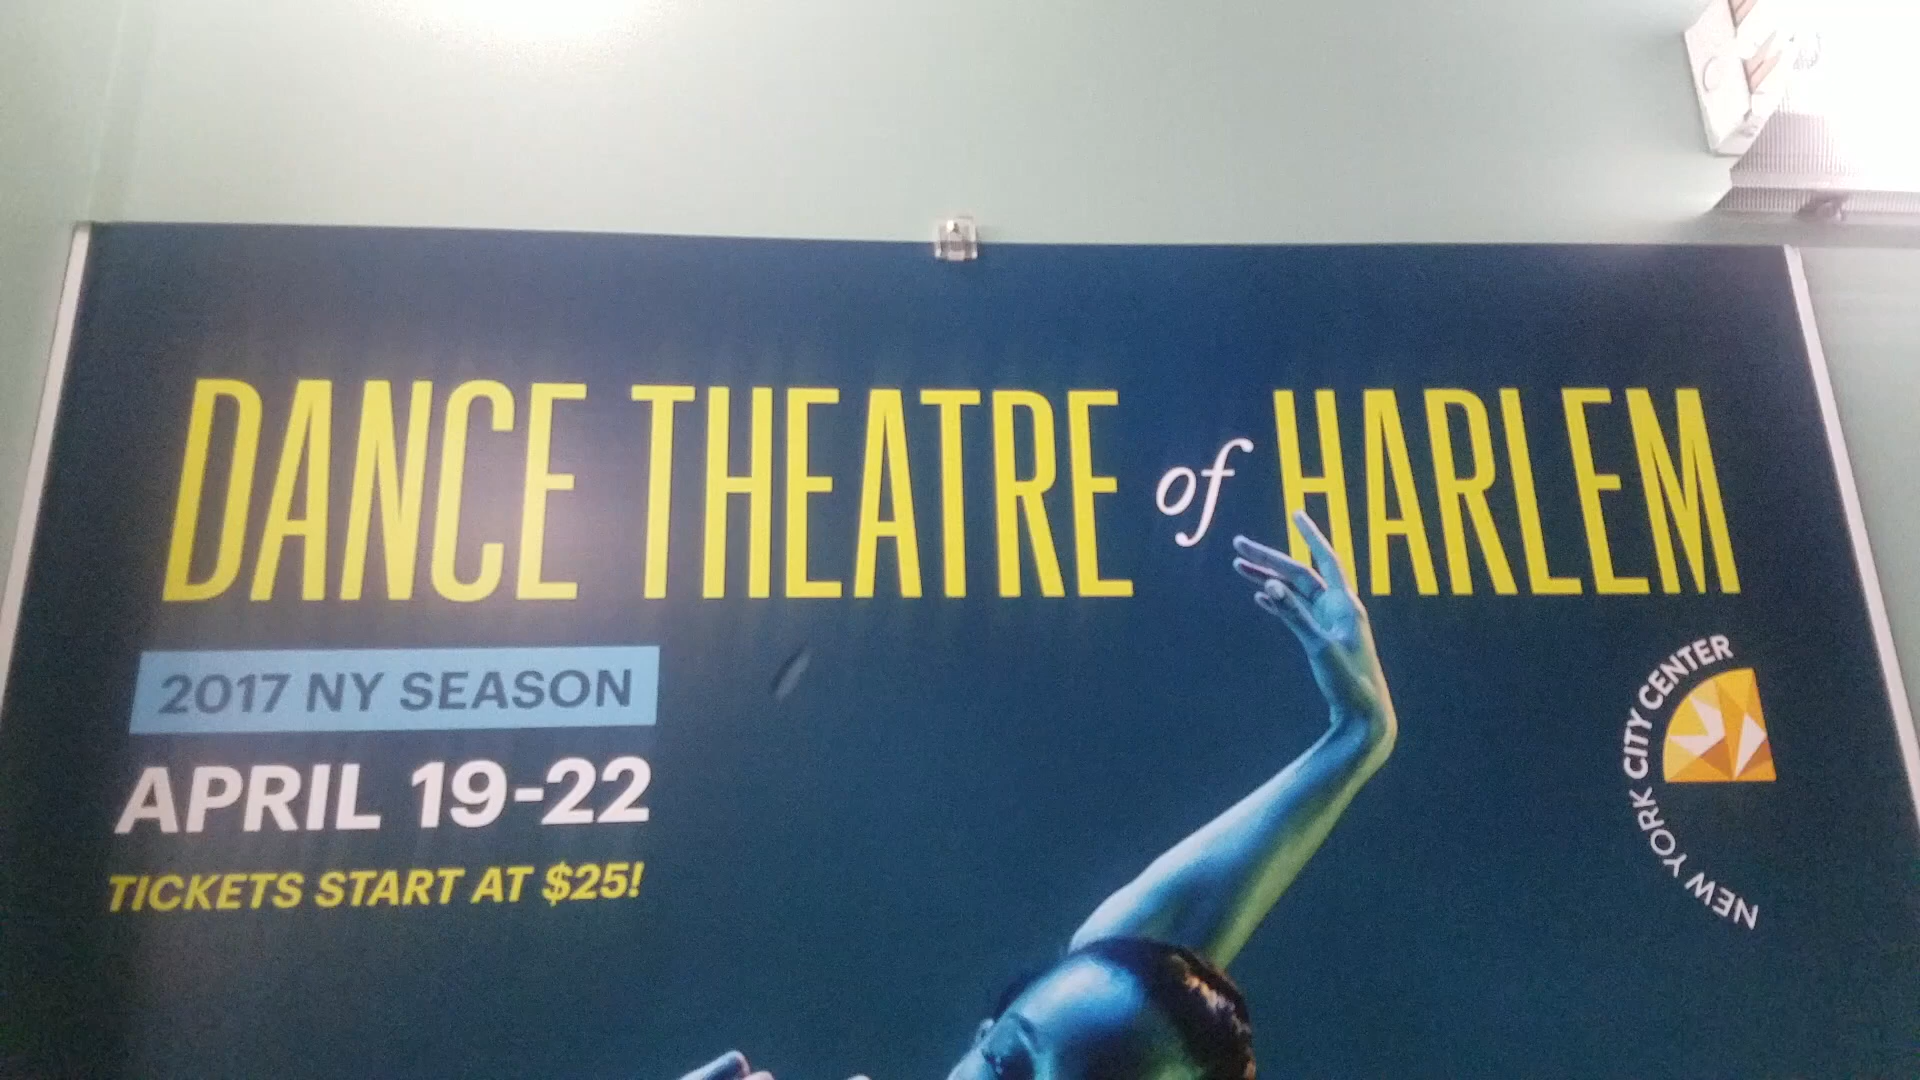 DANCE THEATRE of HARLEM
2017 NY SEASON
APRIL 19-22
TICKETS START AT $25!
NEW YORK CITY CENTER